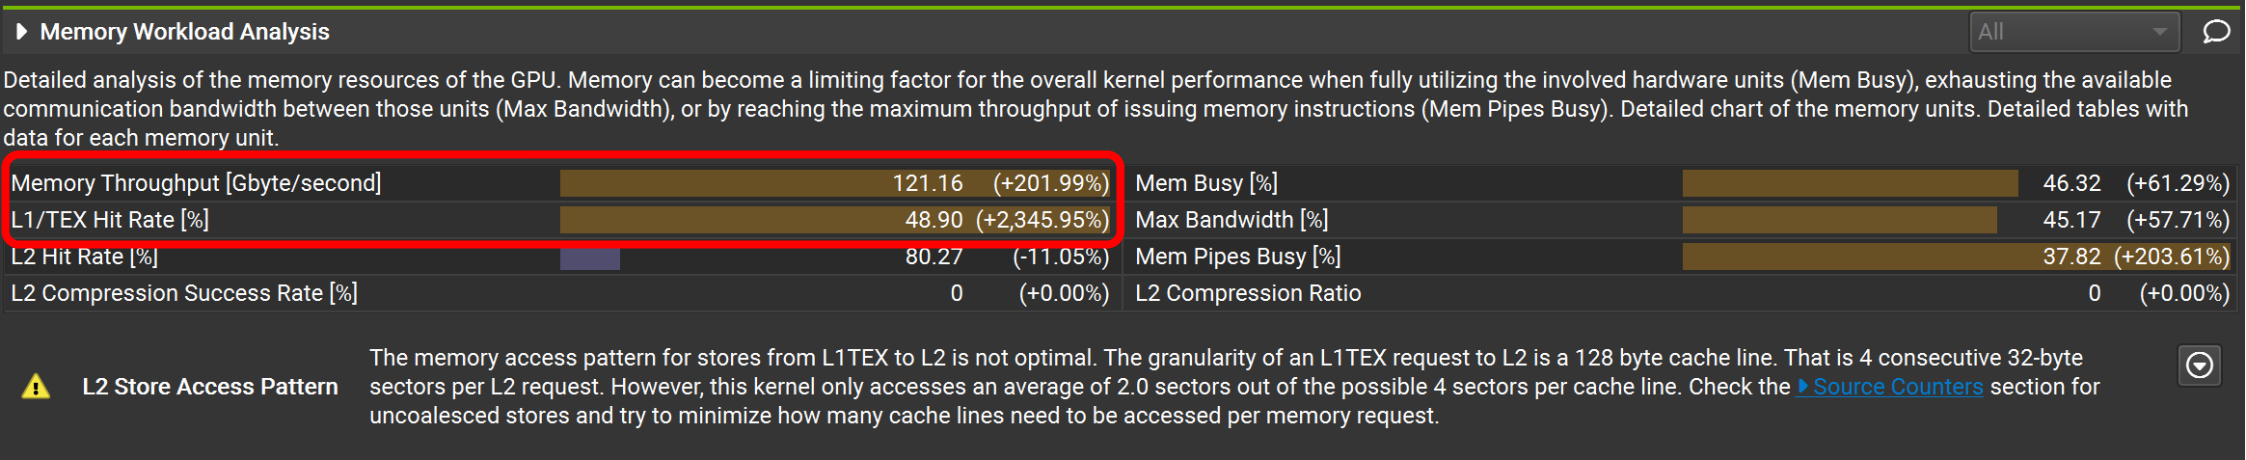 Memory Workload Analysis
All
Detailed analysis of the memory resources of the GPU. Memory can become a limiting factor for the overall kernel performance when fully utilizing the involved hardware units (Mem Busy), exhausting the available
communication bandwidth between those units (Max Bandwidth), or by reaching the maximum throughput of issuing memory instructions (Mem Pipes Busy). Detailed chart of the memory units. Detailed tables with
data for each memory unit.
Memory Throughput [Gbyte/second] 121.16 (+201.99%) Mem Busy [%] 46.32 (+61.29%)
L1/TEX Hit Rate [%] 48.90 (+2,345.95%) Max Bandwidth [%] 45.17 (+57.71%)
L2 Hit Rate [%] 80.27 (-11.05%) Mem Pipes Busy [%] 37.82 (+203.61%)
L2 Compression Success Rate [%] 0 (+0.00%) L2 Compression Ratio 0 (+0.00%)
The memory access pattern for stores from L1TEX to L2 is not optimal. The granularity of an L1TEX request to L2 is a 128 byte cache line. That is 4 consecutive 32-byte
L2 Store Access Pattern sectors per L2 request. However, this kernel only accesses an average of 2.0 sectors out of the possible 4 sectors per cache line. Check the Source Counters section for
uncoalesced stores and try to minimize how many cache lines need to be accessed per memory request.